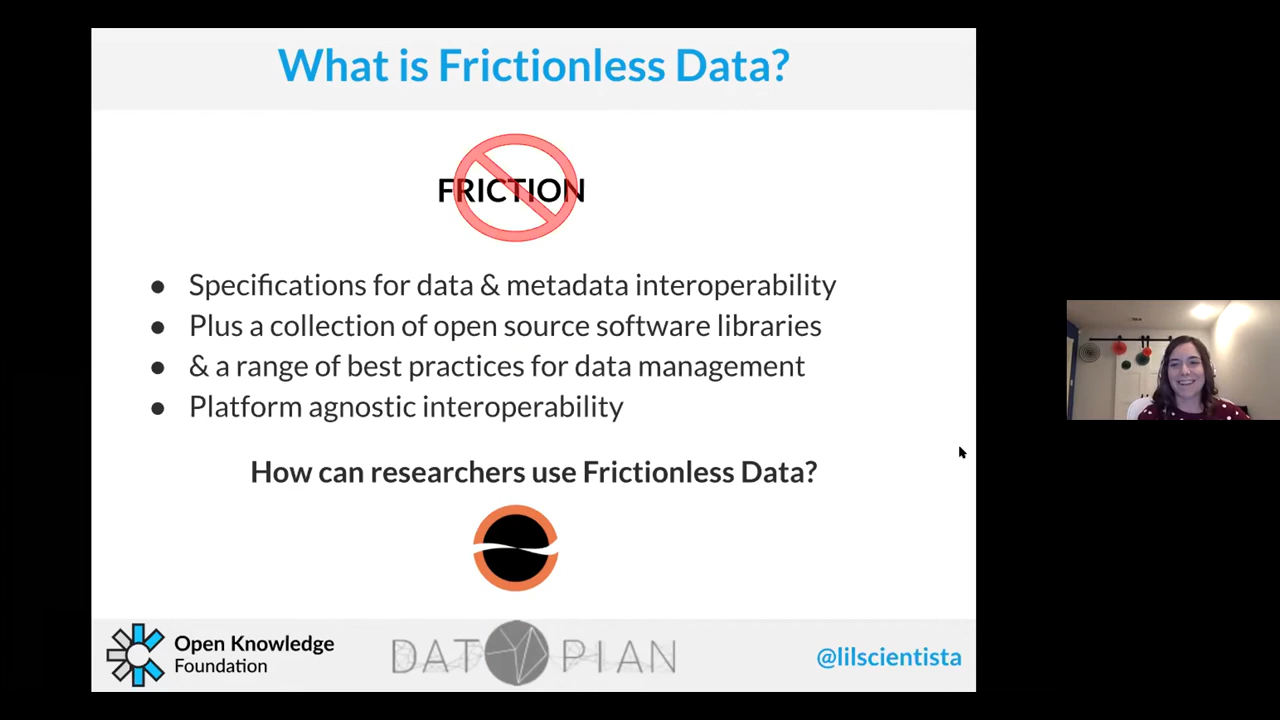 What is Frictionless Data?
FRICTION
● Specifications for data & metadata interoperability
● Plus a collection of open source software libraries
● & a range of best practices for data management
● Platform agnostic interoperability
How can researchers use Frictionless Data?
Open Knowledge
Foundation
DATOPIAN
@lilscientista